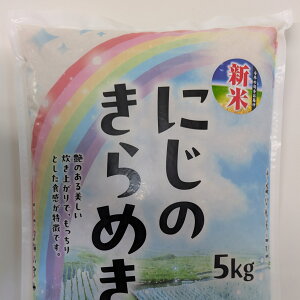 にじの
きらめき
艶のある美しい
炊き上がりで、もっちり
とした食感が特徴です。
新米
5kg